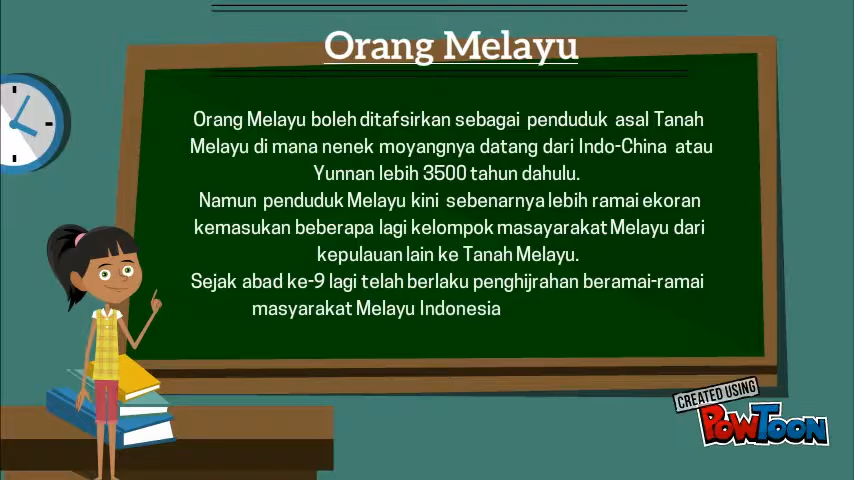 Orang Melayu
Orang Melayu boleh ditafsirkan sebagai penduduk asal Tanah
Melayu di mana nenek moyangnya datang dari Indo-China atau
Yunnan lebih 3500 tahun dahulu.
Namun penduduk Melayu kini sebenarnya lebih ramai ekoran
kemasukan beberapa lagi kelompok masayarakat Melayu dari
kepulauan lain ke Tanah Melayu.
Sejak abad ke-9 lagi telah berlaku penghijrahan beramai-ramai
masyarakat Melayu Indonesia
CREATED USING
POWTOON